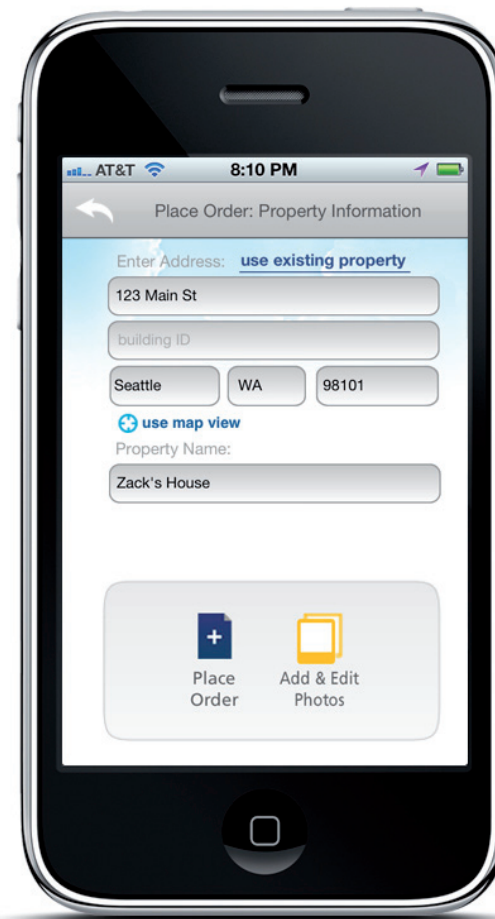 AT&T 8:10 PM
Place Order: Property Information
Enter Address: use existing property
123 Main St
building ID
Seattle WA 98101
use map view
Property Name:
Zack's House
Place Add & Edit
Order Photos